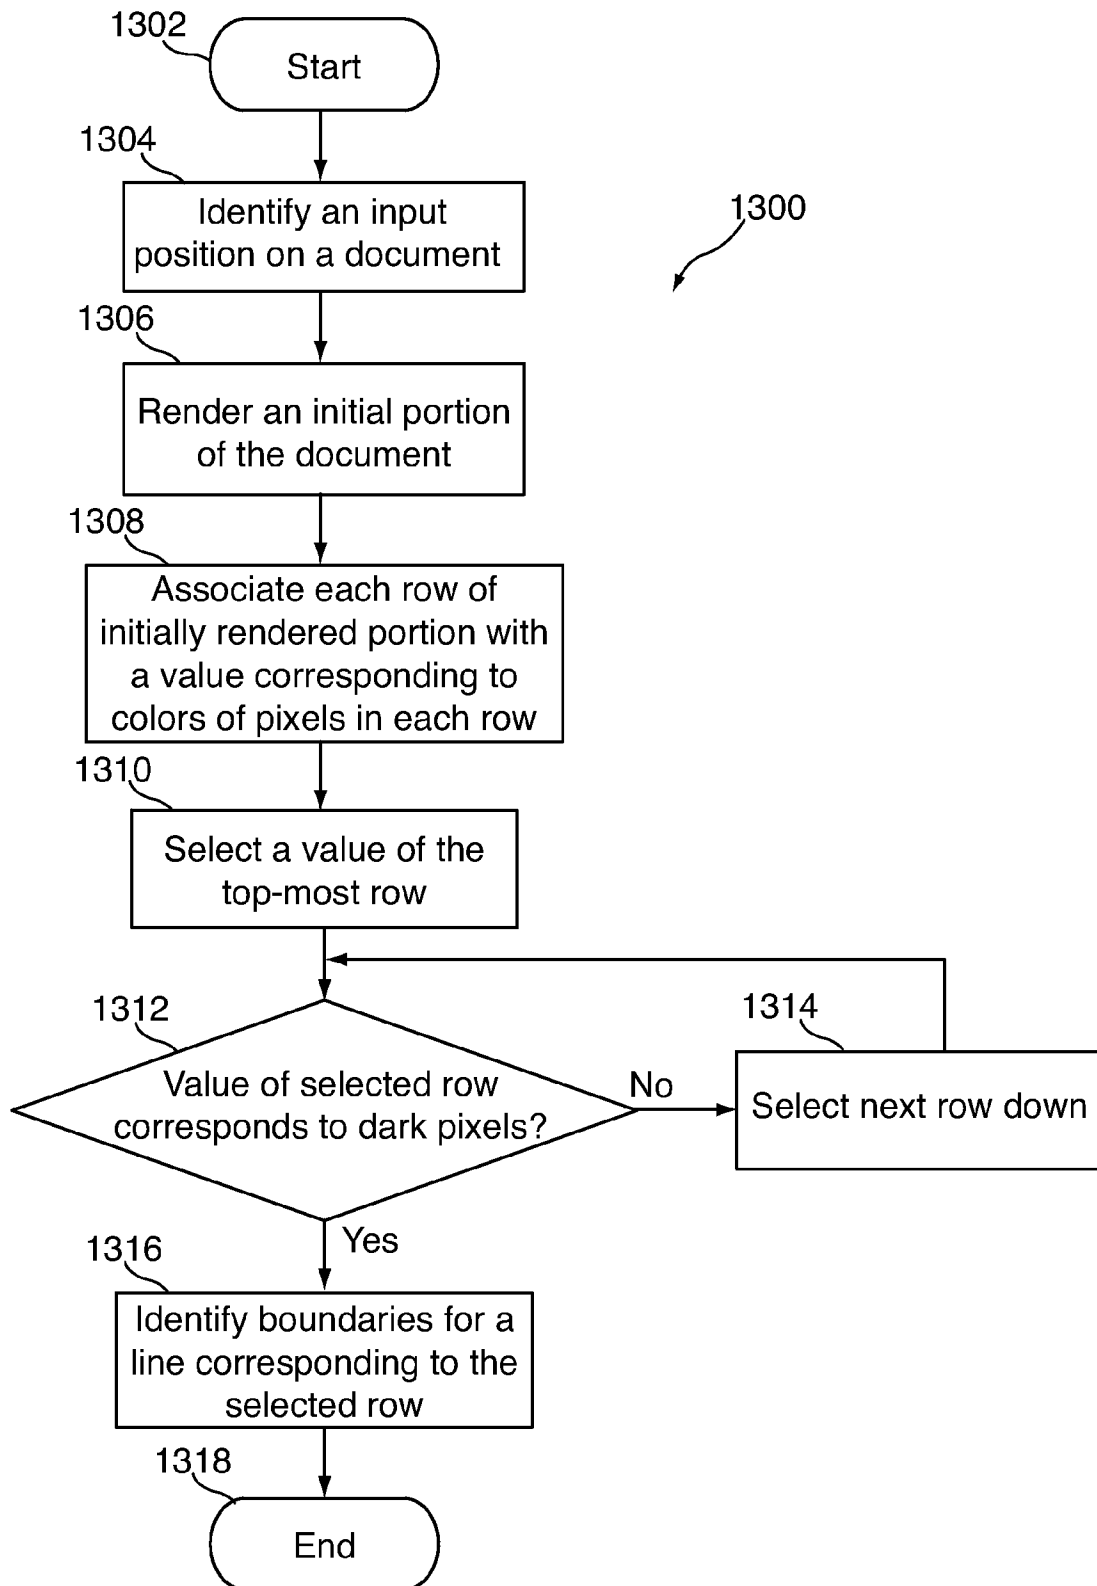 1302
Start
1304
Identify an input
position on a document
1300
1306
Render an initial portion
of the document
1308
Associate each row of
initially rendered portion with
a value corresponding to
colors of pixels in each row
1310
Select a value of the
top-most row
1312
Value of selected row
corresponds to dark pixels?
No
1314
Select next row down
Yes
1316
Identify boundaries for a
line corresponding to the
selected row
1318
End